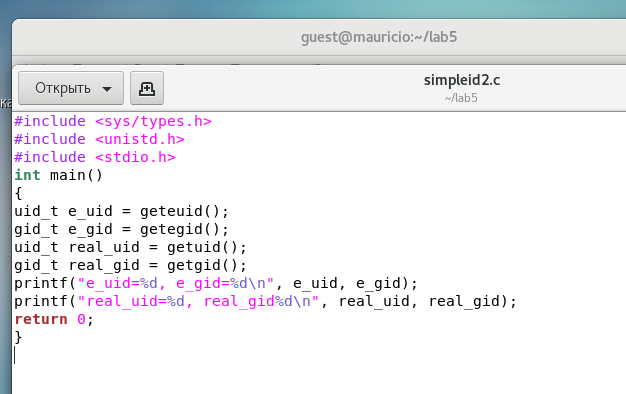 guest@mauricio:~/lab5
Открыть
simpleid2.c
~/lab5
#include <sys/types.h>
#include <unistd.h>
#include <stdio.h>
int main()
{
uid_t e_uid = geteuid();
gid_t e_gid = getegid();
uid_t real_uid = getuid();
gid_t real_gid = getgid();
printf("e_uid=%d, e_gid=%d\n", e_uid, e_gid);
printf("real_uid=%d, real_gid%d\n", real_uid, real_gid);
return 0;
}